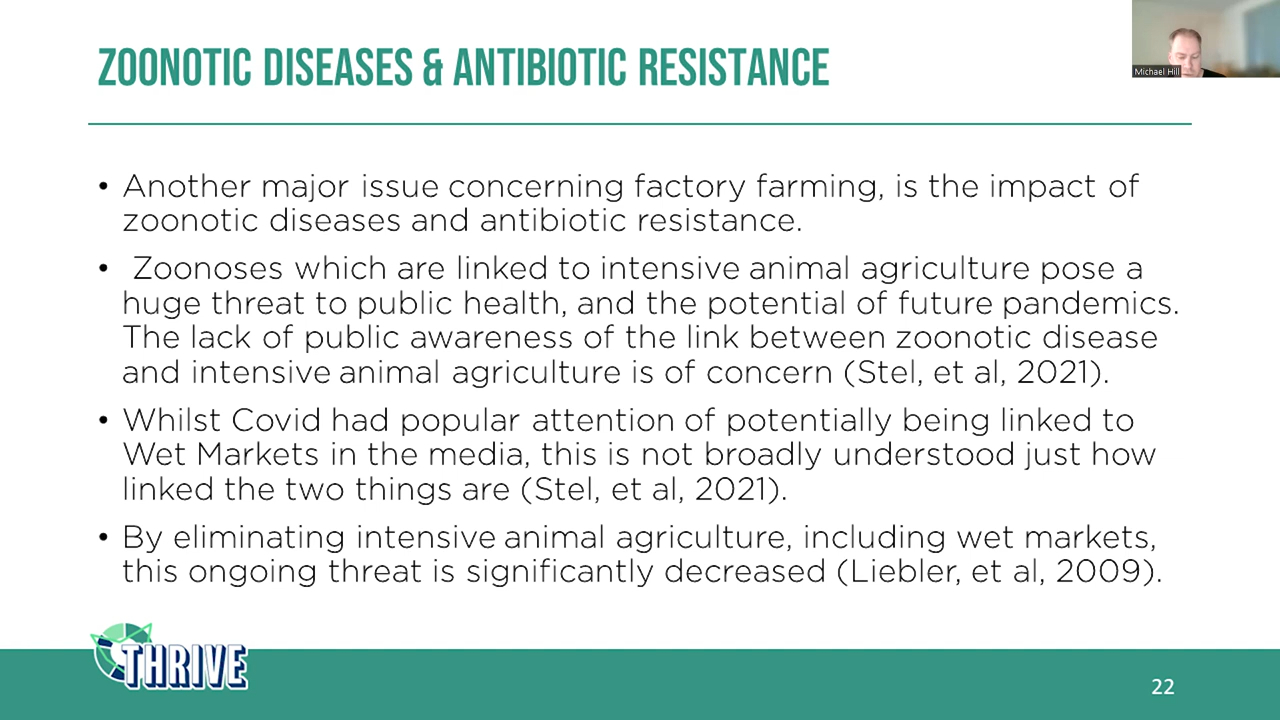 ZOONOTIC DISEASES & ANTIBIOTIC RESISTANCE
Michael Hill
• Another major issue concerning factory farming, is the impact of
zoonotic diseases and antibiotic resistance.
• Zoonoses which are linked to intensive animal agriculture pose a
huge threat to public health, and the potential of future pandemics.
The lack of public awareness of the link between zoonotic disease
and intensive animal agriculture is of concern (Stel, et al, 2021).
• Whilst Covid had popular attention of potentially being linked to
Wet Markets in the media, this is not broadly understood just how
linked the two things are (Stel, et al, 2021).
• By eliminating intensive animal agriculture, including wet markets,
this ongoing threat is significantly decreased (Liebler, et al, 2009).
THRIVE
22